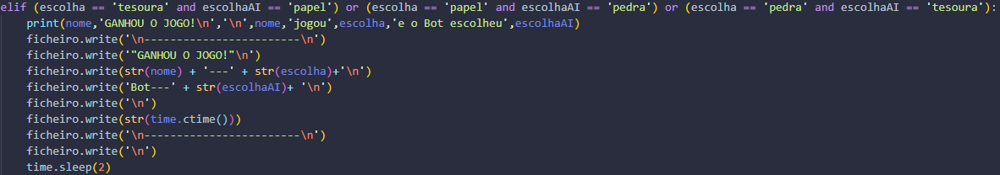 elif (escolha == 'tesoura' and escolhaAI == 'papel') or (escolha == 'papel' and escolhaAI == 'pedra') or (escolha == 'pedra' and escolhaAI == 'tesoura'):
    print(nome,'GANHOU O JOGO!\n','\n',nome,'jogou',escolha,'e o Bot escolheu',escolhaAI)
    ficheiro.write('\n------------------------\n')
    ficheiro.write('"GANHOU O JOGO!"\n')
    ficheiro.write(str(nome) + '---' + str(escolha)+'\n')
    ficheiro.write('Bot---' + str(escolhaAI)+ '\n')
    ficheiro.write('\n')
    ficheiro.write(str(time.ctime()))
    ficheiro.write('\n------------------------\n')
    ficheiro.write('\n')
    time.sleep(2)